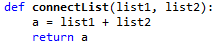 def connectList(list1, list2):
    a = list1 + list2
    return a